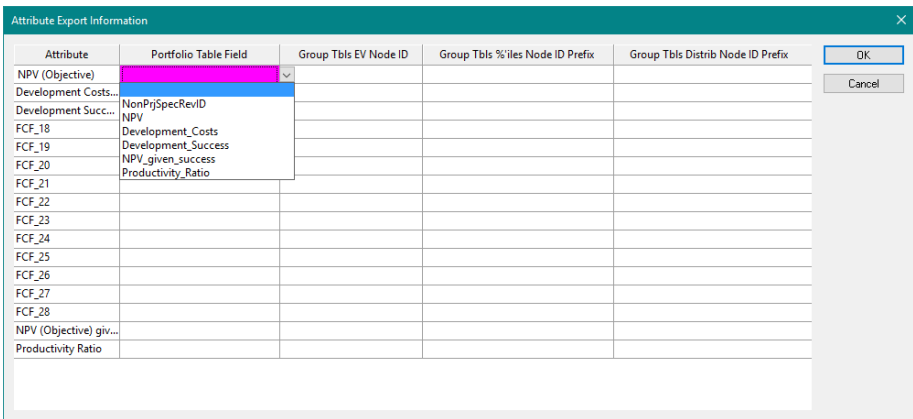 Attribute Export Information
Attribute Portfolio Table Field Group Tbls EV Node ID Group Tbls %'iles Node ID Prefix Group Tbls Distrib Node ID Prefix OK
NPV (Objective)
Cancel
Development Costs...
NonPrjSpecRevID
Development Succ...
NPV
FCF_18
Development_Costs
FCF_19
Development_Success
FCF_20
NPV_given_success
FCF_21
Productivity_Ratio
FCF_22
FCF_23
FCF_24
FCF_25
FCF_26
FCF_27
FCF_28
NPV (Objective) giv...
Productivity Ratio